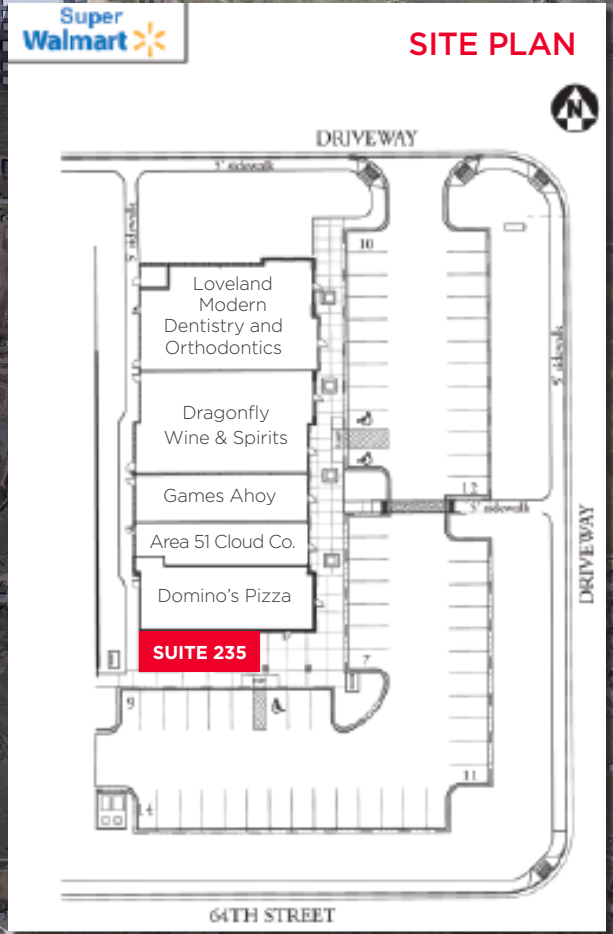 Super
Walmart
SITE PLAN
N
DRIVEWAY
5' sidewalk
5' sidewalk
10
Loveland
Modern
Dentistry and
Orthodontics
Dragonfly
Wine & Spirits
5' sidewalk
Games Ahoy
12
5' sidewalk
Area 51 Cloud Co.
DRIVEWAY
Domino's Pizza
SUITE 235
7
9
11
14
64TH STREET